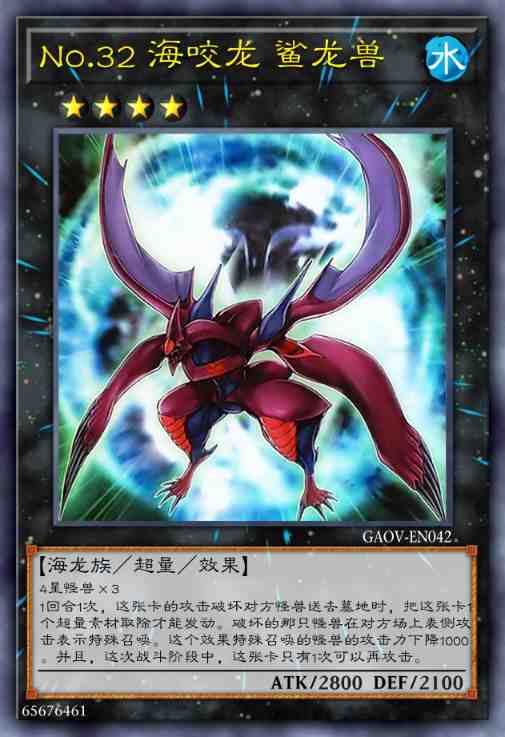 No.32 海咬龙 鲨龙兽
水
GAOV-EN042
【海龙族／超量／效果】
4星怪兽×3
1回合1次，这张卡的攻击破坏对方怪兽送去墓地时，把这张卡1
个超量素材取除才能发动。破坏的那只怪兽在对方场上表侧攻
击表示特殊召唤。这个效果特殊召唤的怪兽的攻击力下降1000
。并且，这次战斗阶段中，这张卡只有1次可以再攻击。
ATK/2800 DEF/2100
65676461